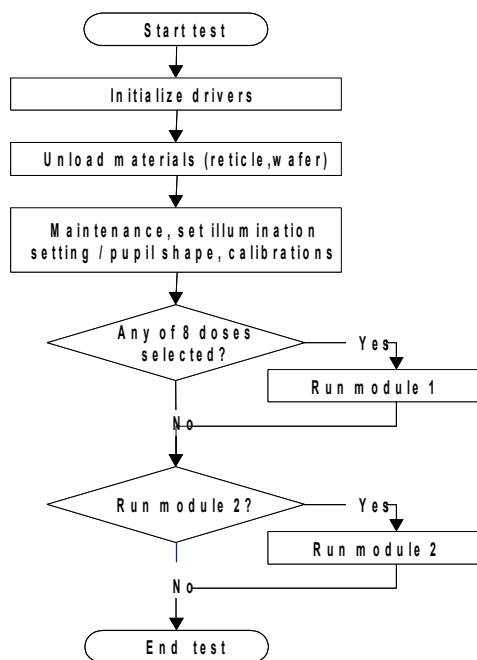 Start test
Initialize drivers
Unload materials (reticle,wafer)
Maintenance, set illumination
setting / pupil shape, calibrations
Any of 8 doses
selected?
Yes
Run module 1
No
Run module 2?
Yes
Run module 2
No
End test